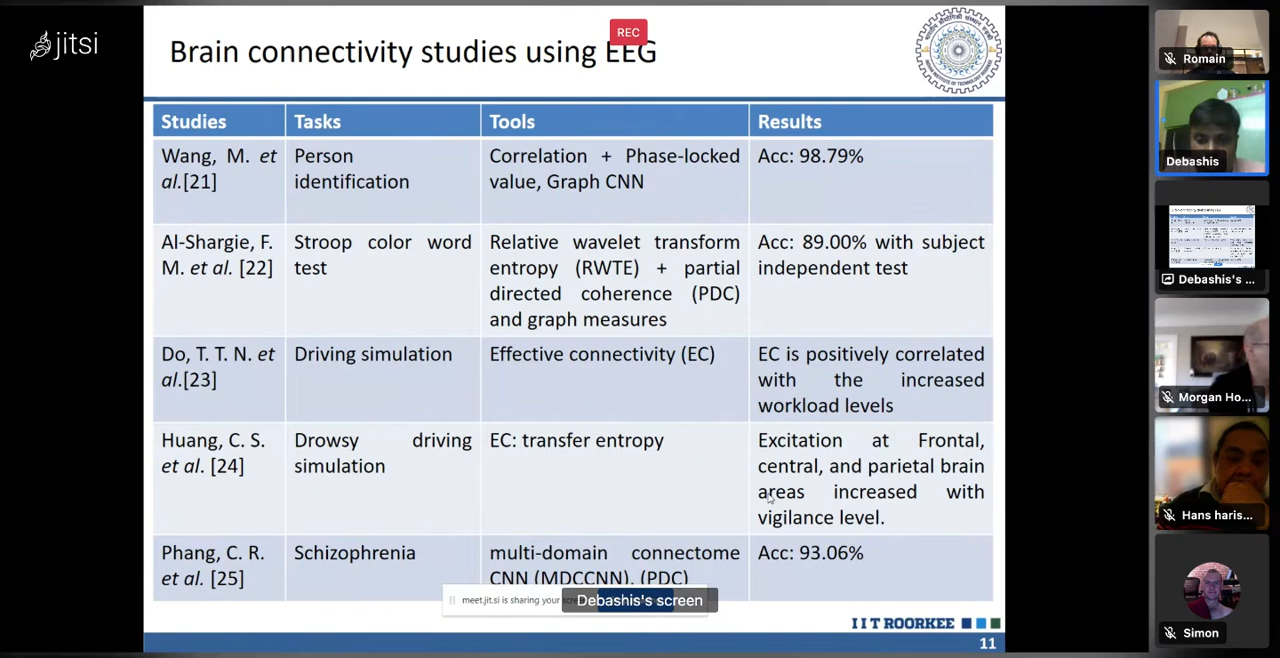 jitsi
REC
Brain connectivity studies using EEG
Studies Tasks Tools Results
Wang, M. et
al.[21]
Person
identification
Correlation + Phase-locked
value, Graph CNN
Acc: 98.79%
Al-Shargie, F.
M. et al. [22]
Stroop color word
test
Relative wavelet transform
entropy (RWTE) + partial
directed coherence (PDC)
and graph measures
Acc: 89.00% with subject
independent test
Do, T. T. N. et
al.[23]
Driving simulation
Effective connectivity (EC)
EC is positively correlated
with the increased
workload levels
Huang, C. S.
et al. [24]
Drowsy driving
simulation
EC: transfer entropy
Excitation at Frontal,
central, and parietal brain
areas increased with
vigilance level.
Phang, C. R.
et al. [25]
Schizophrenia
multi-domain connectome
CNN (MDCCNN), (PDC)
Acc: 93.06%
meet.jit.si is sharing your
Debashis's screen
I I T ROORKEE
11
Romain
Debashis
Debashis's ...
Morgan Ho...
Hans haris...
Simon